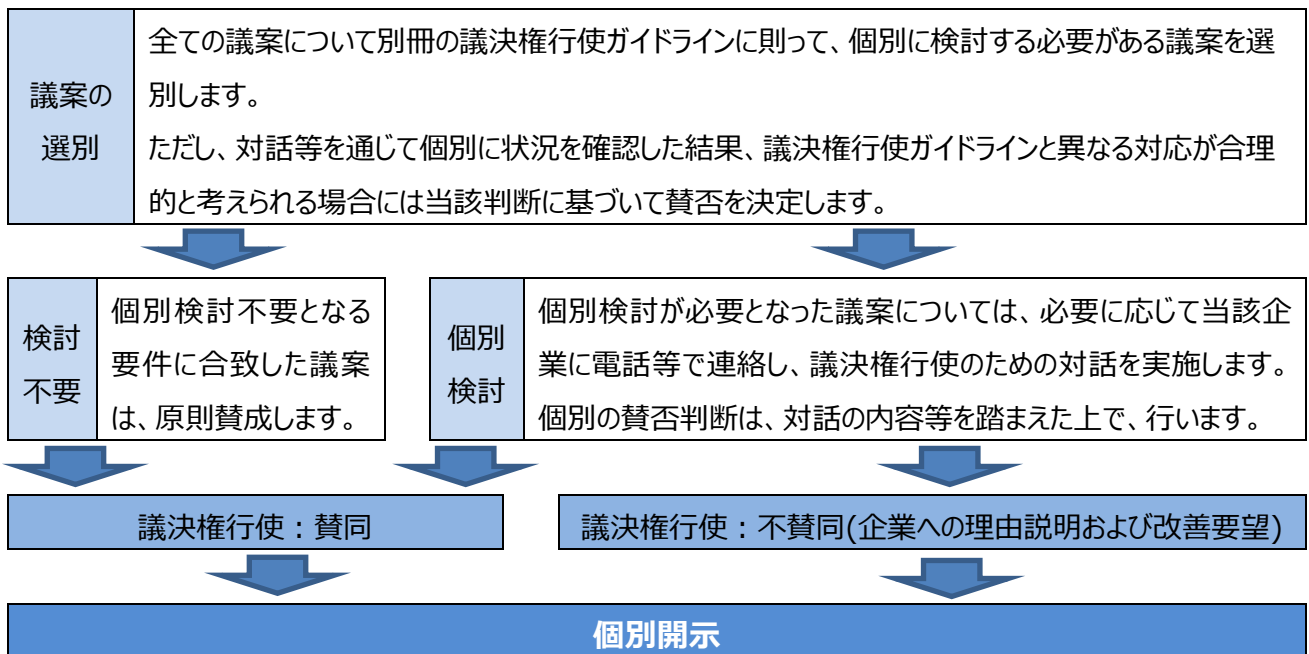 議案の
選別
全ての議案について別冊の議決権行使ガイドラインに則って、個別に検討する必要がある議案を選
別します。
ただし、対話等を通じて個別に状況を確認した結果、議決権行使ガイドラインと異なる対応が合理
的と考えられる場合には当該判断に基づいて賛否を決定します。
検討
不要
個別検討不要となる
要件に合致した議案
は、原則賛成します。
個別
検討
個別検討が必要となった議案については、必要に応じて当該企
業に電話等で連絡し、議決権行使のための対話を実施します。
個別の賛否判断は、対話の内容等を踏まえた上で、行います。
議決権行使：賛同
議決権行使：不賛同(企業への理由説明および改善要望)
個別開示